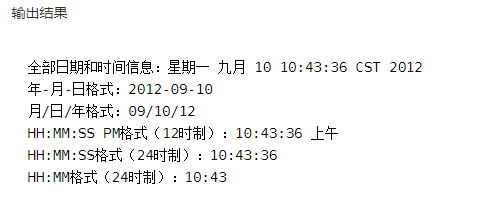 输出结果
全部日期和时间信息：星期一 九月 10 10:43:36 CST 2012
年-月-日格式：2012-09-10
月/日/年格式：09/10/12
HH:MM:SS PM格式（12时制）：10:43:36 上午
HH:MM:SS格式（24时制）：10:43:36
HH:MM格式（24时制）：10:43